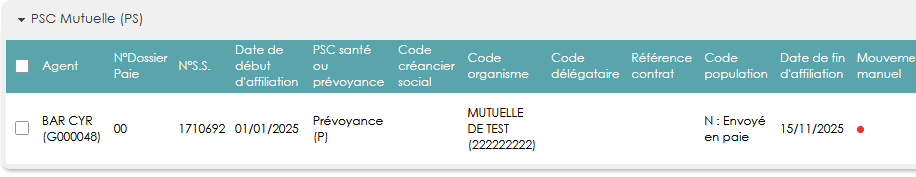 PSC Mutuelle (PS)
Agent
N°Dossier
Paie
N°S.S.
Date de
début
d'affiliation
PSC santé
ou
prévoyance
Code
créancier
social
Code
organisme
Code
délégataire
Référence
contrat
Code
population
Date de fin
d'affiliation
Mouveme
manuel
BAR CYR
(G000048)
00
1710692
01/01/2025
Prévoyance
(P)
MUTUELLE
DE TEST
(222222222)
N : Envoyé
en paie
15/11/2025